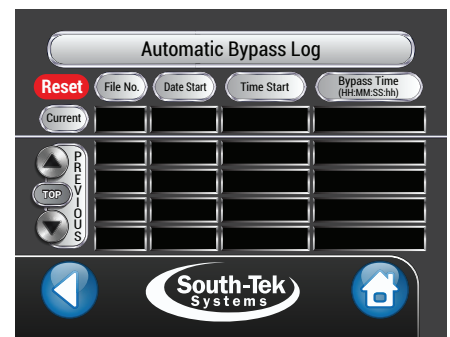 Automatic Bypass Log
Reset
File No.
Date Start
Time Start
Bypass Time
(HH:MM:SS:hh)
Current
TOP
PREVIOUS
South-Tek
Systems